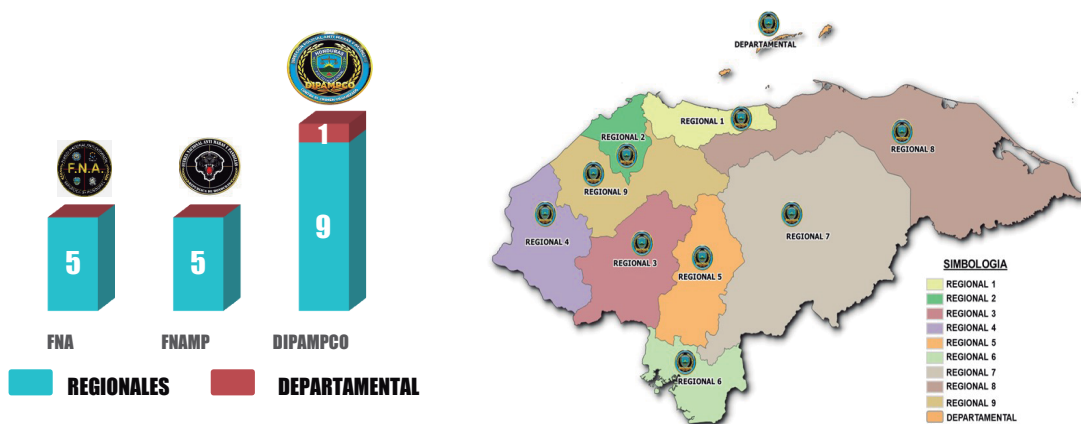 HONDURAS
DIPAMPCO
1
F.N.A.
5
5
9
FNA
FNAMP
DIPAMPCO
REGIONALES
DEPARTAMENTAL
DEPARTAMENTAL
REGIONAL 1
REGIONAL 2
REGIONAL 8
REGIONAL 9
REGIONAL 4
REGIONAL 7
REGIONAL 3
REGIONAL 5
REGIONAL 6
SIMBOLOGIA
REGIONAL 1
REGIONAL 2
REGIONAL 3
REGIONAL 4
REGIONAL 5
REGIONAL 6
REGIONAL 7
REGIONAL 8
REGIONAL 9
DEPARTAMENTAL